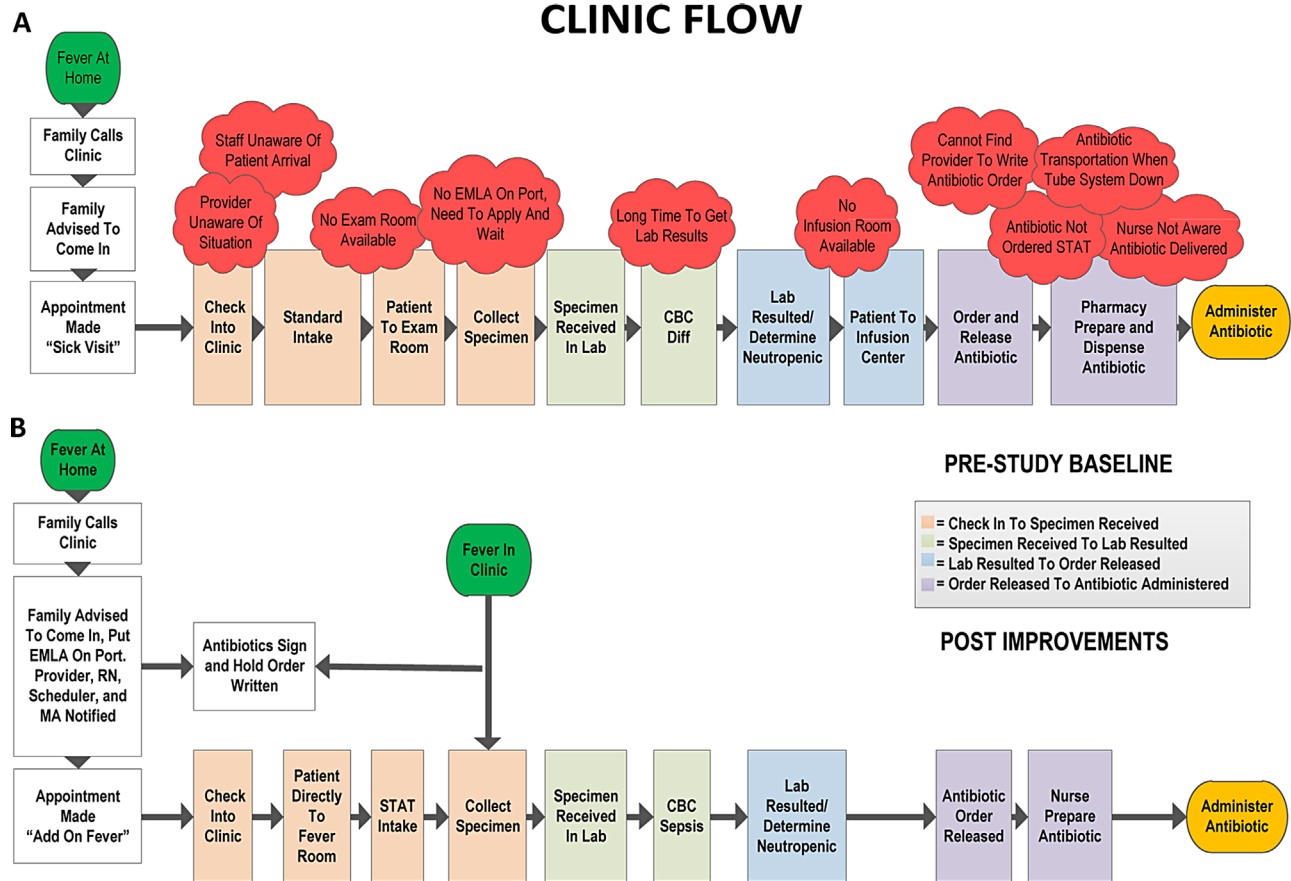 CLINIC FLOW
A
Fever At
Home
Family Calls
Clinic
Family
Advised To
Come In
Appointment
Made
“Sick Visit”
Staff Unaware Of
Patient Arrival
Provider
Unaware Of
Situation
No Exam Room
Available
No EMLA On Port,
Need To Apply And
Wait
Long Time To Get
Lab Results
No
Infusion Room
Available
Cannot Find
Provider To Write
Antibiotic Order
Antibiotic
Transportation When
Tube System Down
Antibiotic Not
Ordered STAT
Nurse Not Aware
Antibiotic Delivered
Check
Into
Clinic
Standard
Intake
Patient
To Exam
Room
Collect
Specimen
Specimen
Received
In Lab
CBC
Diff
Lab
Resulted/
Determine
Neutropenic
Patient To
Infusion
Center
Order and
Release
Antibiotic
Pharmacy
Prepare and
Dispense
Antibiotic
Administer
Antibiotic
B
Fever At
Home
Family Calls
Clinic
Family Advised
To Come In, Put
EMLA On Port.
Provider, RN,
Scheduler, and
MA Notified
Appointment
Made
“Add On Fever”
Antibiotics Sign
and Hold Order
Written
Fever In
Clinic
PRE-STUDY BASELINE
= Check In To Specimen Received
= Specimen Received To Lab Resulted
= Lab Resulted To Order Released
= Order Released To Antibiotic Administered
POST IMPROVEMENTS
Check
Into
Clinic
Patient
Directly
To
Fever
Room
STAT
Intake
Collect
Specimen
Specimen
Received
In Lab
CBC
Sepsis
Lab
Resulted/
Determine
Neutropenic
Antibiotic
Order
Released
Nurse
Prepare
Antibiotic
Administer
Antibiotic